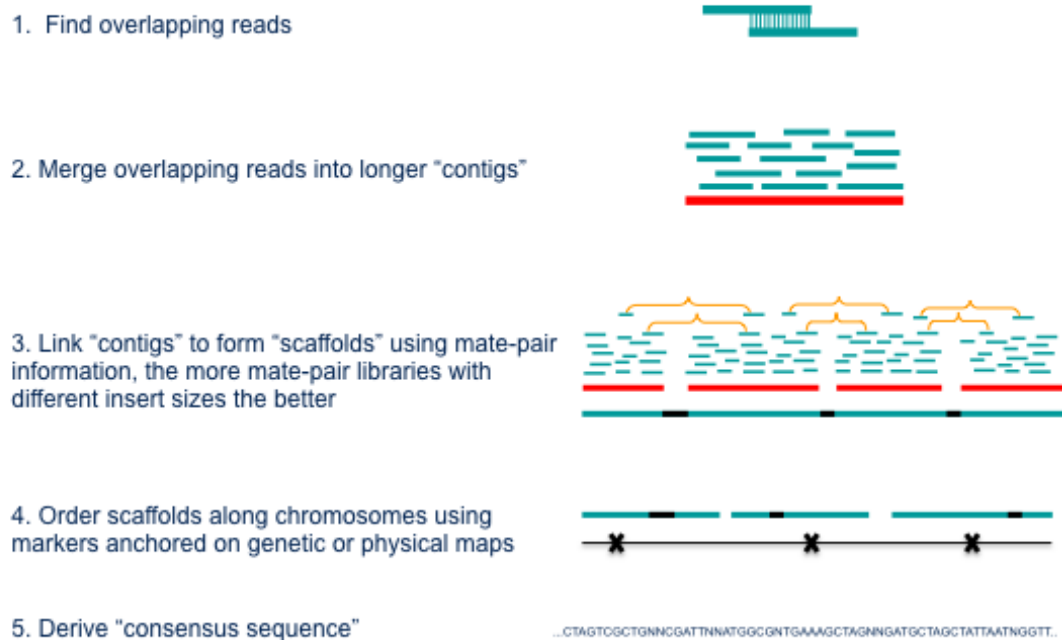 1. Find overlapping reads
2. Merge overlapping reads into longer “contigs”
3. Link “contigs” to form “scaffolds” using mate-pair
information, the more mate-pair libraries with
different insert sizes the better
4. Order scaffolds along chromosomes using
markers anchored on genetic or physical maps
5. Derive “consensus sequence”
...CTAGTCGCTGNNCGATTNNATGGCGNTGAAAGCTAGNNGATGCTAGCTATTAATNGGTT..